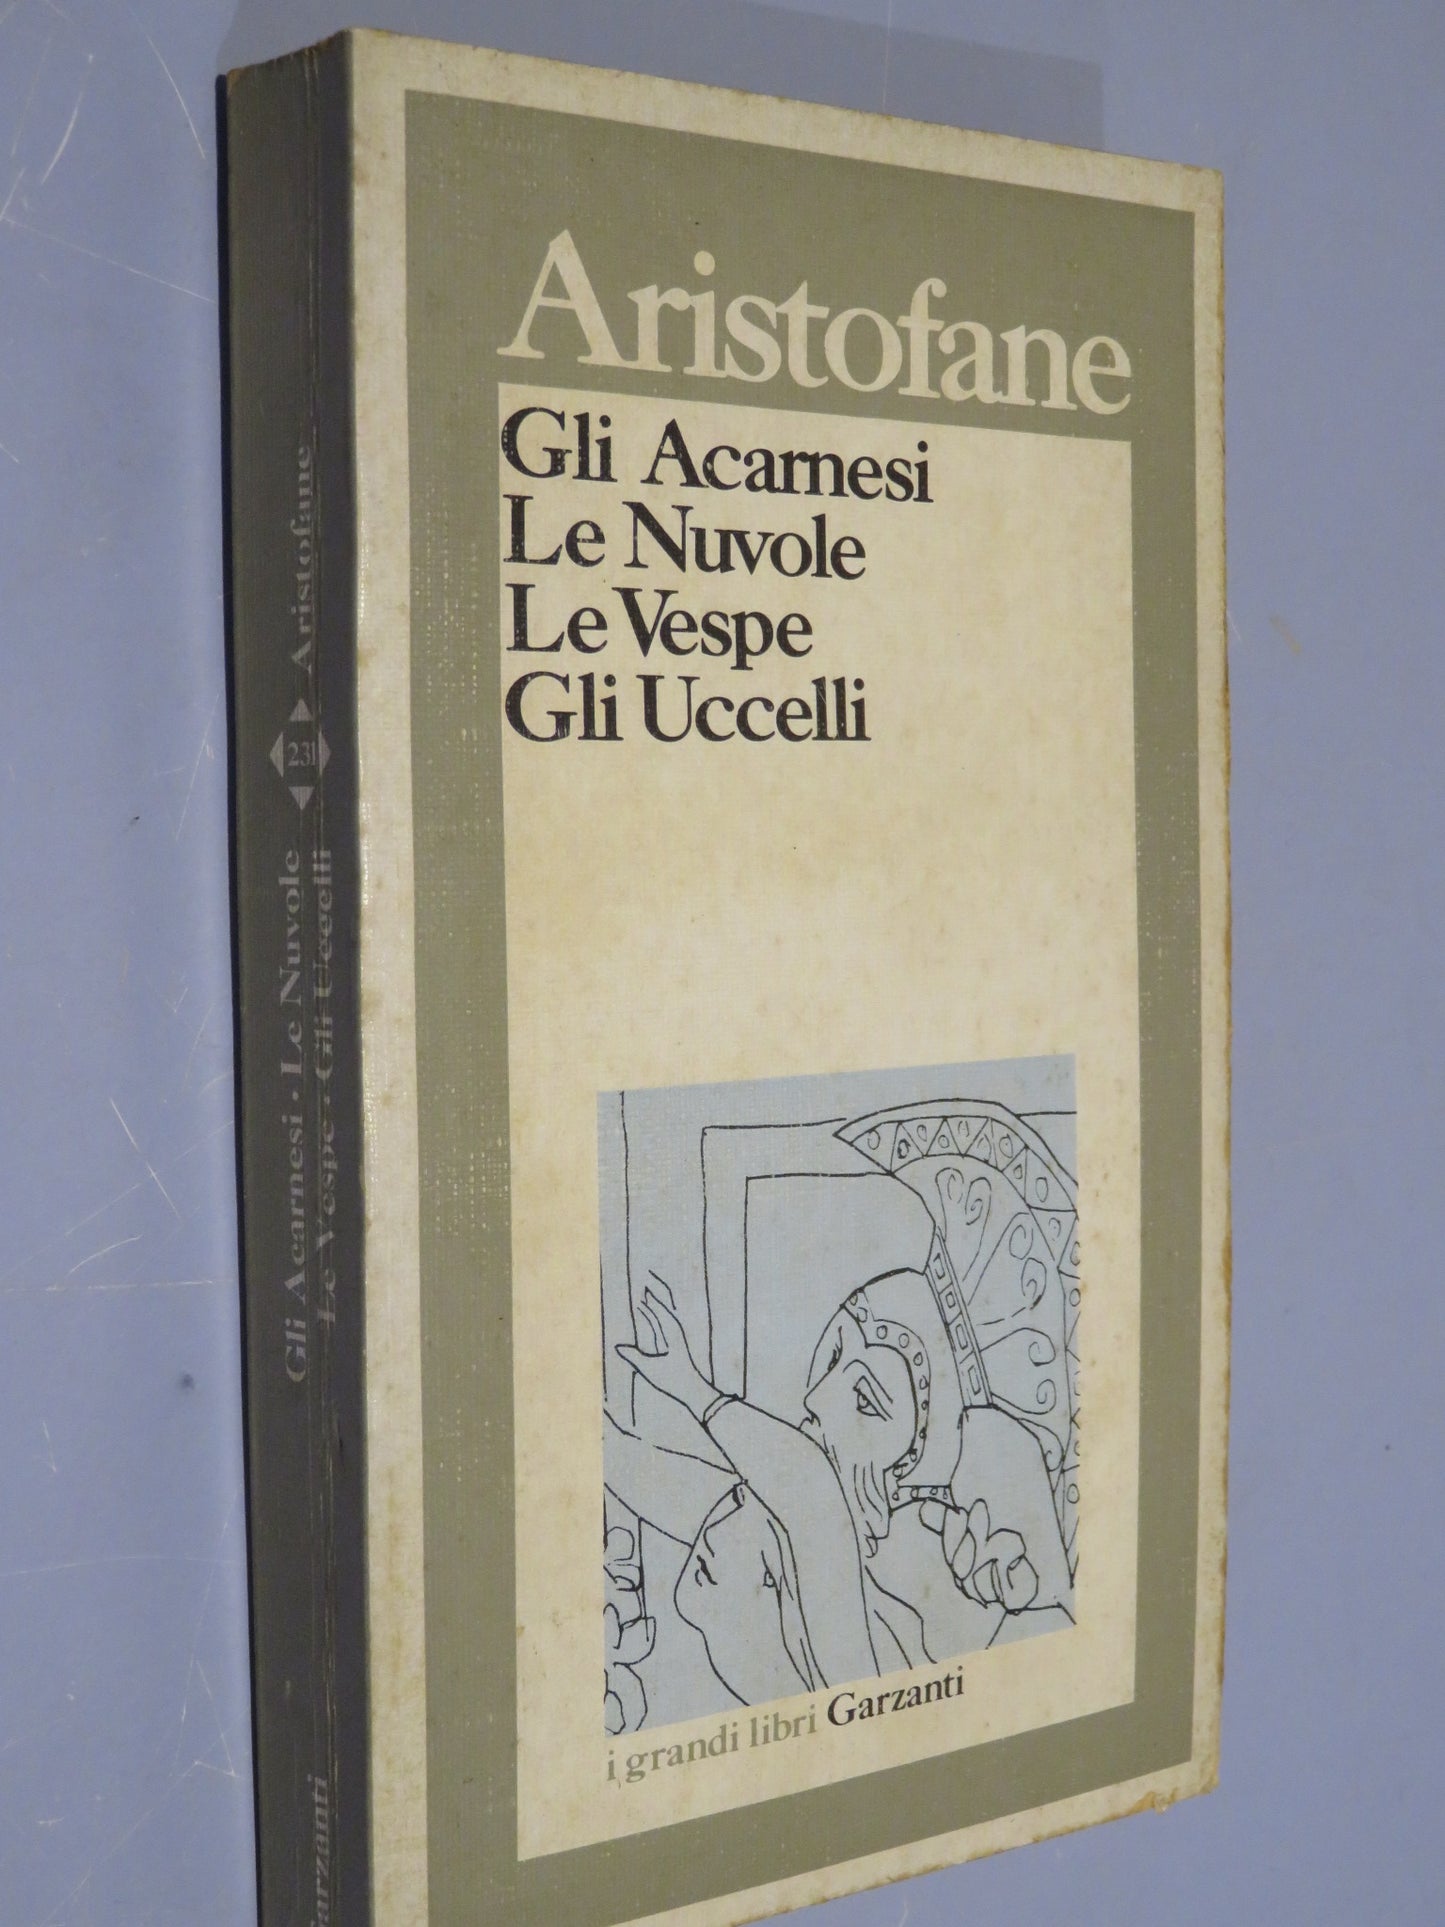 Aristofane
Gli Acarnesi
Le Nuvole
Le Vespe
Gli Uccelli
i grandi libri Garzanti
Aristofane
231
Gli Acarnesi · Le Nuvole
Le Vespe · Gli Uccelli
Garzanti